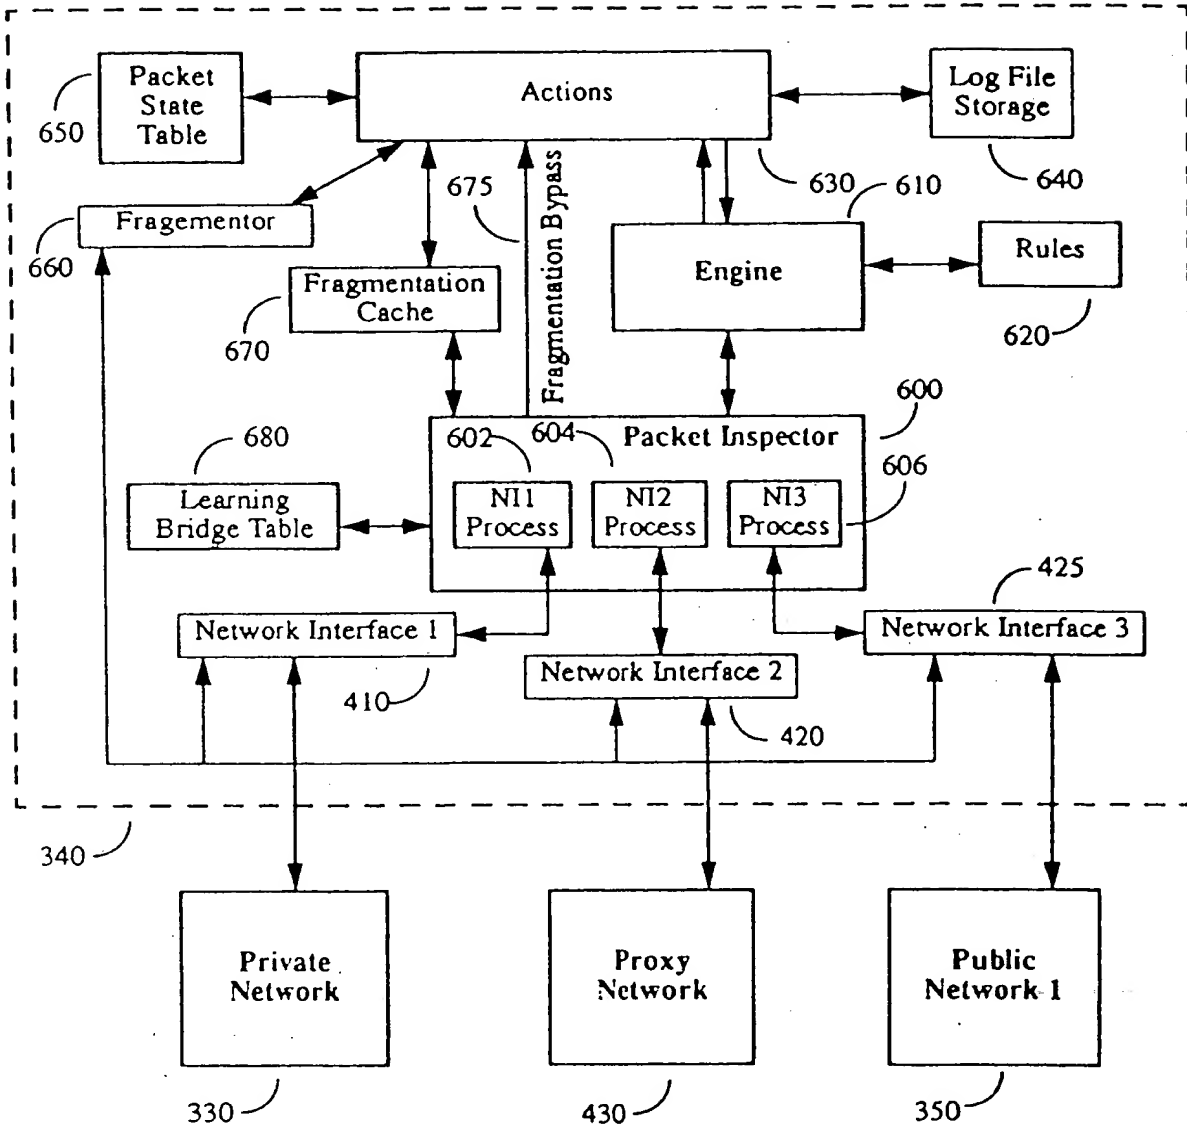 Packet
State
Table
650
Actions
Log File
Storage
640
630
610
675
Fragmentation Bypass
Fragementor
660
Fragmentation
Cache
670
Engine
Rules
620
600
Packet Inspector
602
604
606
680
Learning
Bridge Table
NI1
Process
NI2
Process
NI3
Process
425
Network Interface 1
410
Network Interface 2
420
Network Interface 3
340
Private
Network
330
Proxy
Network
430
Public
Network 1
350